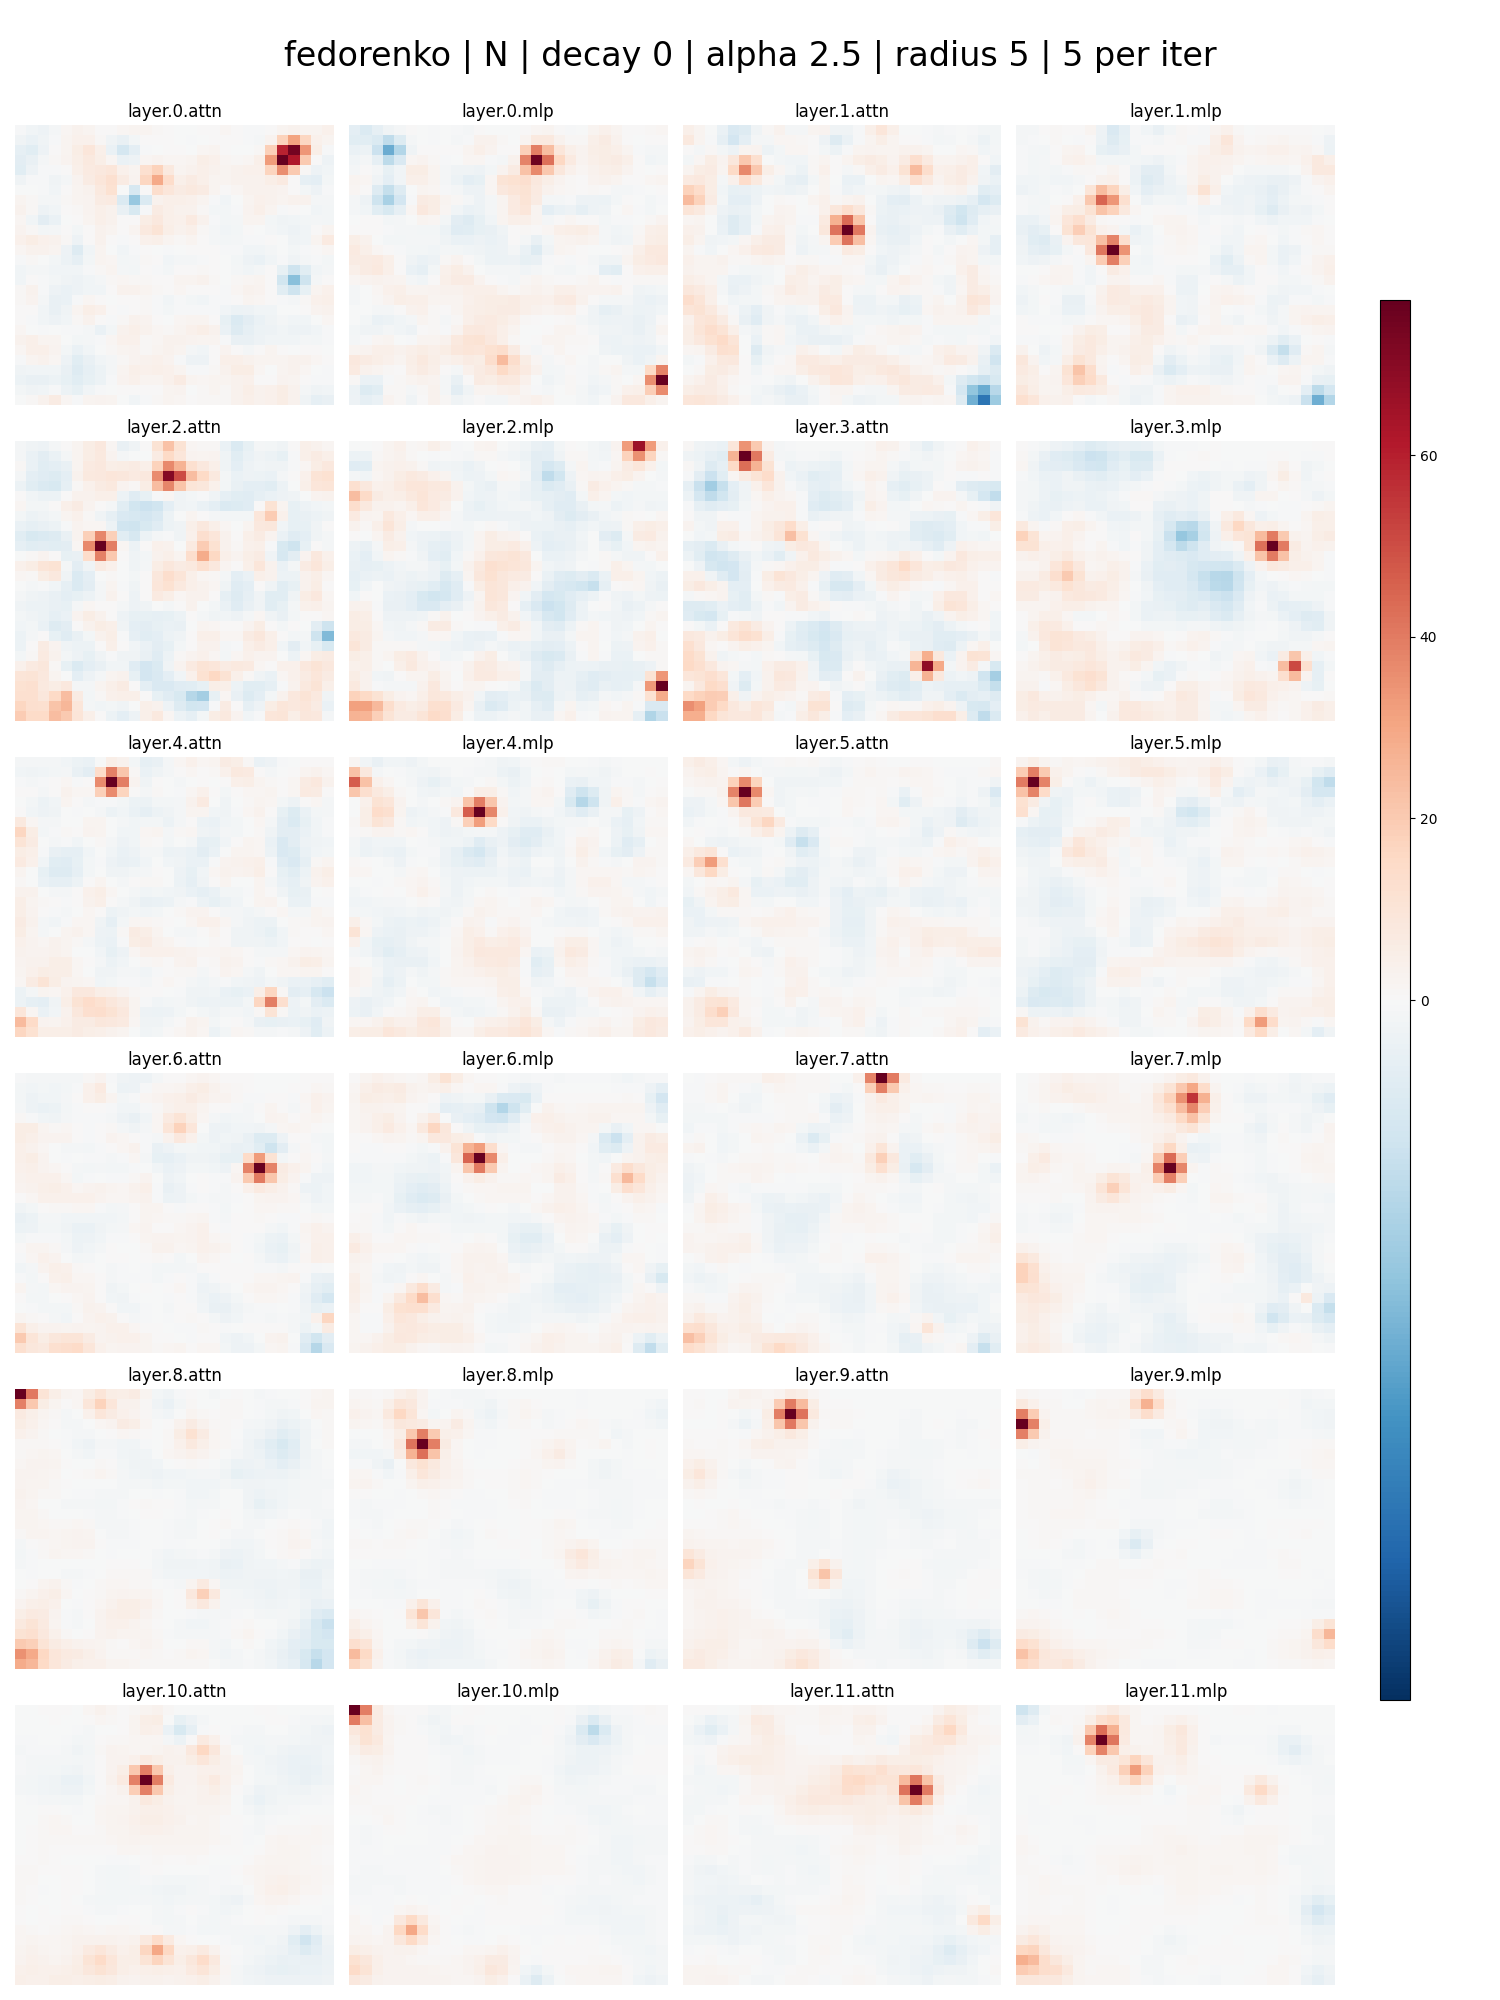 fedorenko | N | decay 0 | alpha 2.5 | radius 5 | 5 per iter
layer.0.attn
layer.0.mlp
layer.1.attn
layer.1.mlp
layer.2.attn
layer.2.mlp
layer.3.attn
layer.3.mlp
layer.4.attn
layer.4.mlp
layer.5.attn
layer.5.mlp
layer.6.attn
layer.6.mlp
layer.7.attn
layer.7.mlp
layer.8.attn
layer.8.mlp
layer.9.attn
layer.9.mlp
layer.10.attn
layer.10.mlp
layer.11.attn
layer.11.mlp
60
40
20
0